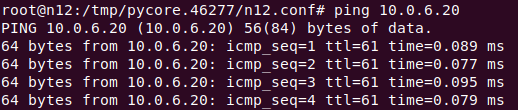 root@n12:/tmp/pycore.46277/n12.conf# ping 10.0.6.20
PING 10.0.6.20 (10.0.6.20) 56(84) bytes of data.
64 bytes from 10.0.6.20: icmp_seq=1 ttl=61 time=0.089 ms
64 bytes from 10.0.6.20: icmp_seq=2 ttl=61 time=0.077 ms
64 bytes from 10.0.6.20: icmp_seq=3 ttl=61 time=0.095 ms
64 bytes from 10.0.6.20: icmp_seq=4 ttl=61 time=0.079 ms